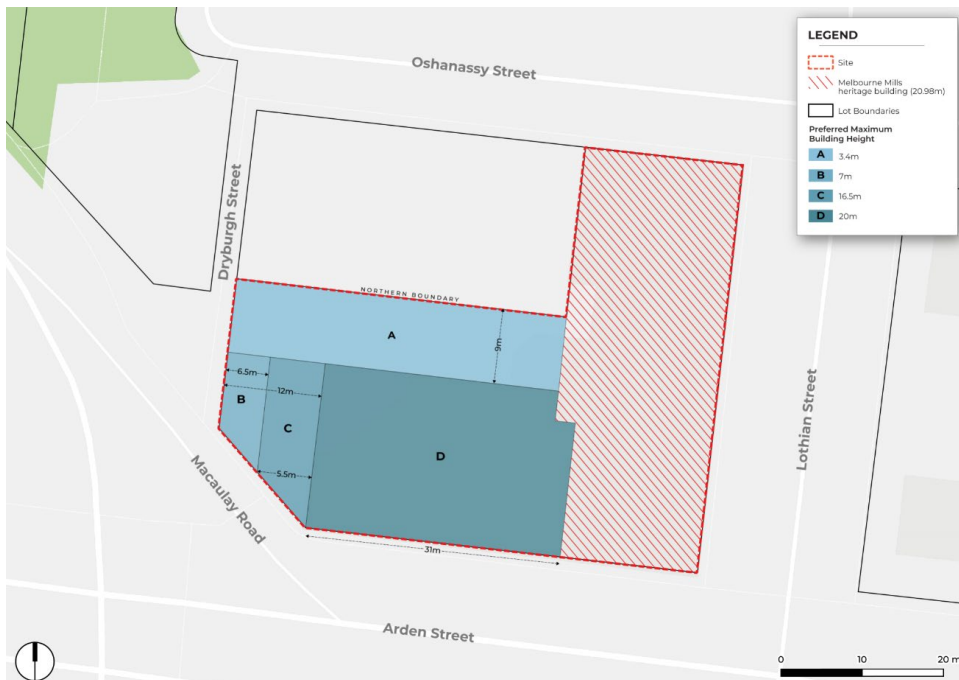 Oshanassy Street
LEGEND
Site
Melbourne Mills
heritage building (20.98m)
Lot Boundaries
Preferred Maximum
Building Height
A 3.4m
B 7m
C 16.5m
D 20m
Dryburgh Street
NORTHERN BOUNDARY
A
9m
6.5m
12m
B
C
D
5.5m
Lothian Street
Macaulay Road
31m
Arden Street
0 10 20 m